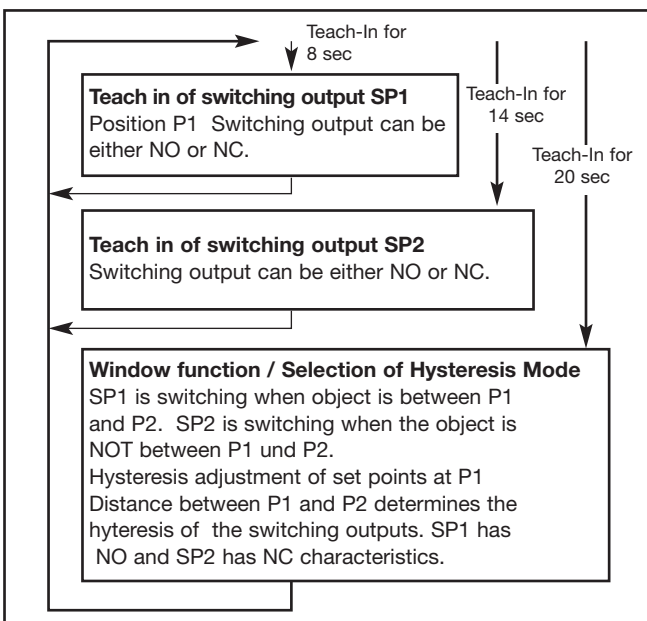 Teach-In for
8 sec
Teach in of switching output SP1
Position P1 Switching output can be
either NO or NC.
Teach-In for
14 sec
Teach-In for
20 sec
Teach in of switching output SP2
Switching output can be either NO or NC.
Window function / Selection of Hysteresis Mode
SP1 is switching when object is between P1
and P2. SP2 is switching when the object is
NOT between P1 und P2.
Hysteresis adjustment of set points at P1
Distance between P1 and P2 determines the
hyteresis of the switching outputs. SP1 has
NO and SP2 has NC characteristics.